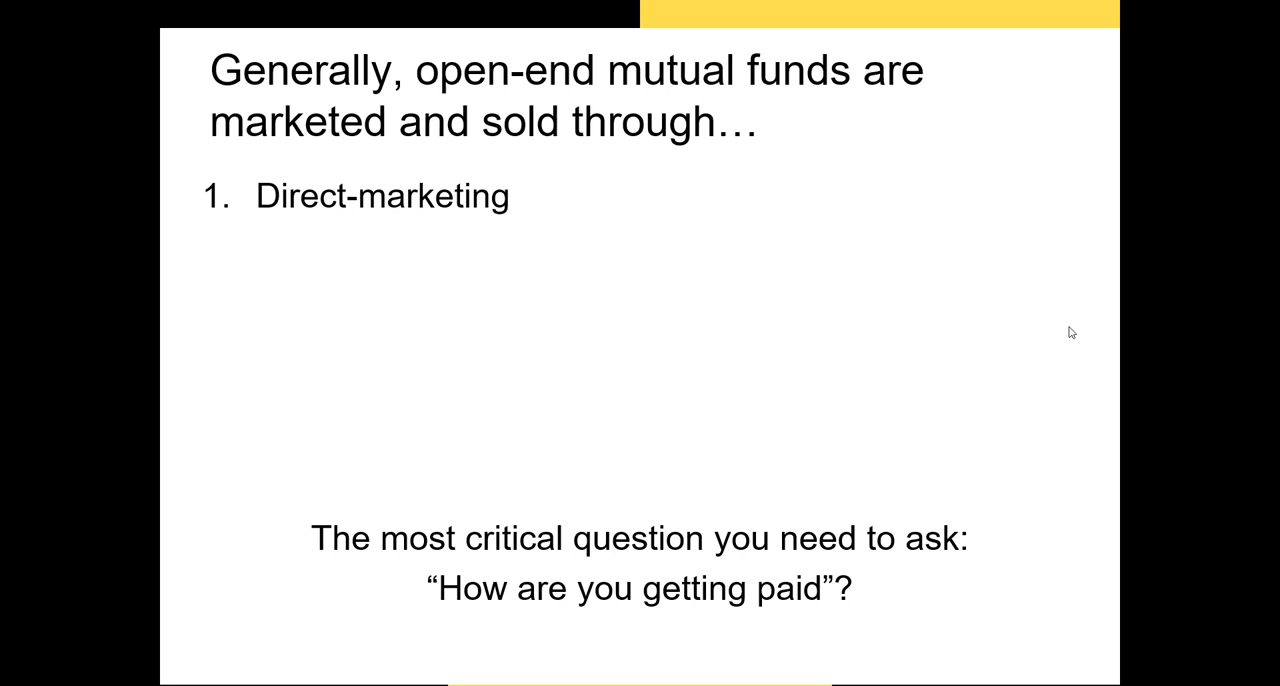 Generally, open-end mutual funds are
marketed and sold through…
1. Direct-marketing
The most critical question you need to ask:
“How are you getting paid”?